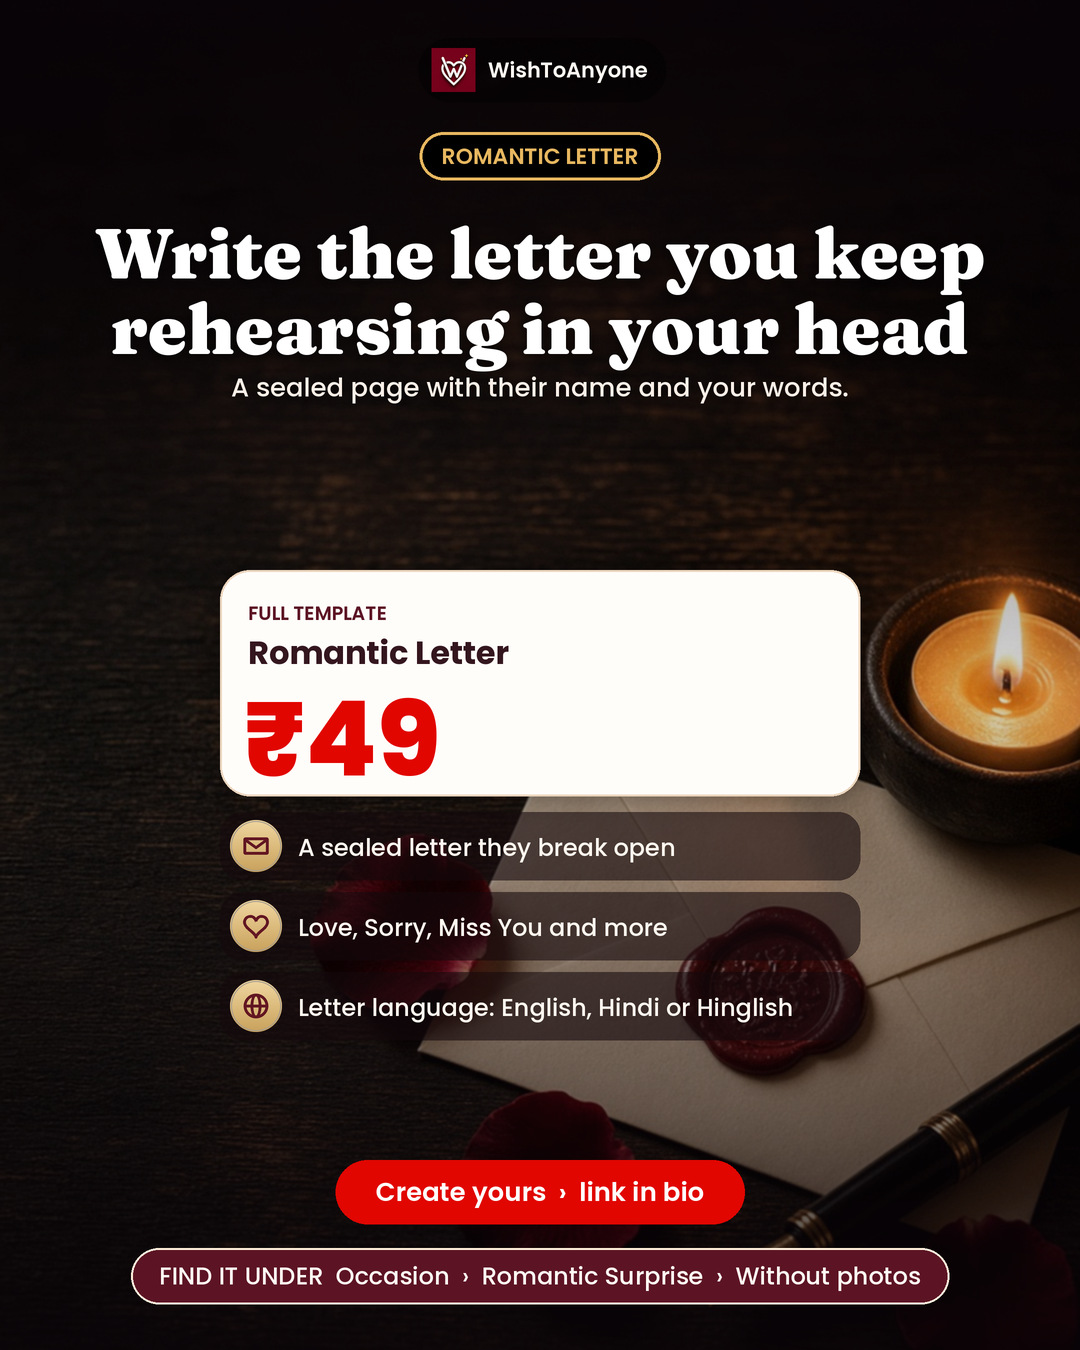 WishToAnyone
ROMANTIC LETTER
Write the letter you keep
rehearsing in your head
A sealed page with their name and your words.
FULL TEMPLATE
Romantic Letter
₹49
A sealed letter they break open
Love, Sorry, Miss You and more
Letter language: English, Hindi or Hinglish
Create yours › link in bio
FIND IT UNDER Occasion › Romantic Surprise › Without photos